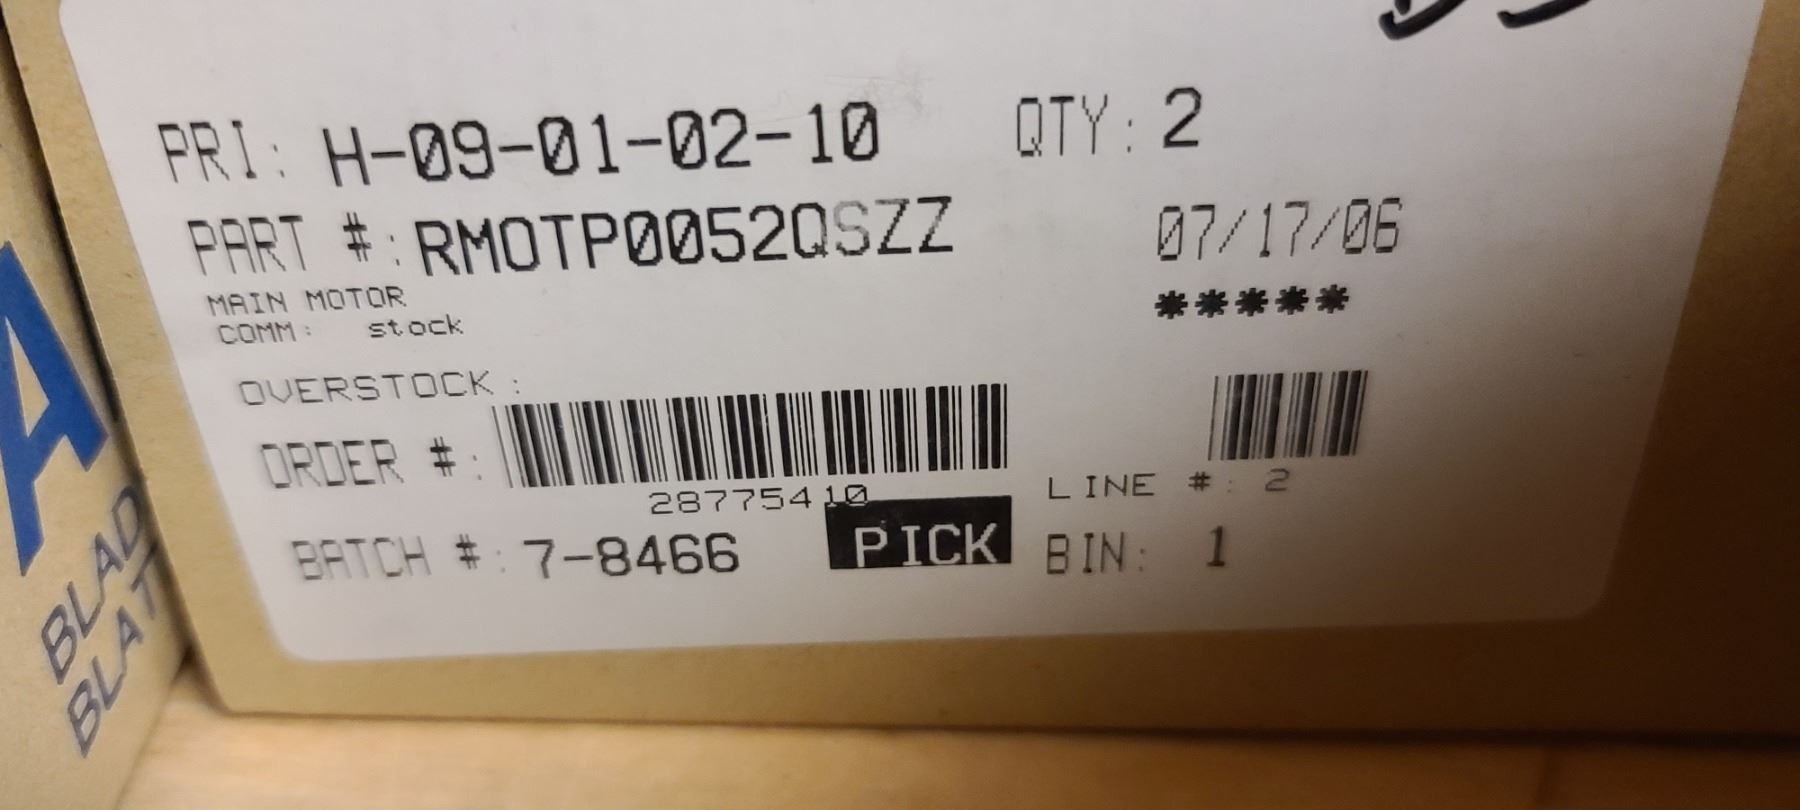 PRI: H-09-01-02-10 QTY: 2
PART #: RMOTP0052QSZZ 07/17/06
MAIN MOTOR *****
COMM: stock
OVERSTOCK:
ORDER #:
28775410 LINE #: 2
BATCH #: 7-8466 PICK BIN: 1
A